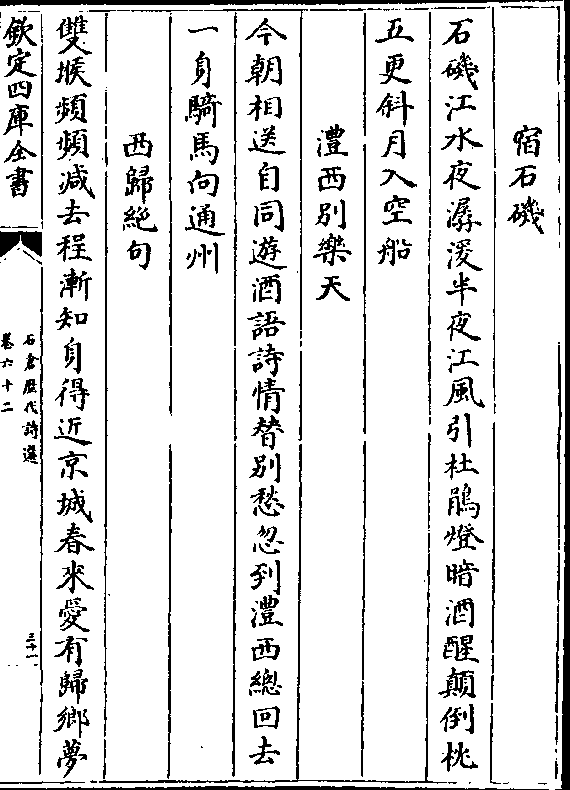 宿石磯
石磯江水夜潺湲半夜江風引杜鵑燈暗酒醒顛倒枕
五更斜月入空船
澧西别樂天
今朝相送自同遊酒語詩情替别愁忽到澧西總回去
一身騎馬向通州
西歸絶句
雙堠頻頻減去程漸知身得近京城春來愛有歸鄉夢
欽定四庫全書
石倉歷代詩選
卷六十二
三十一